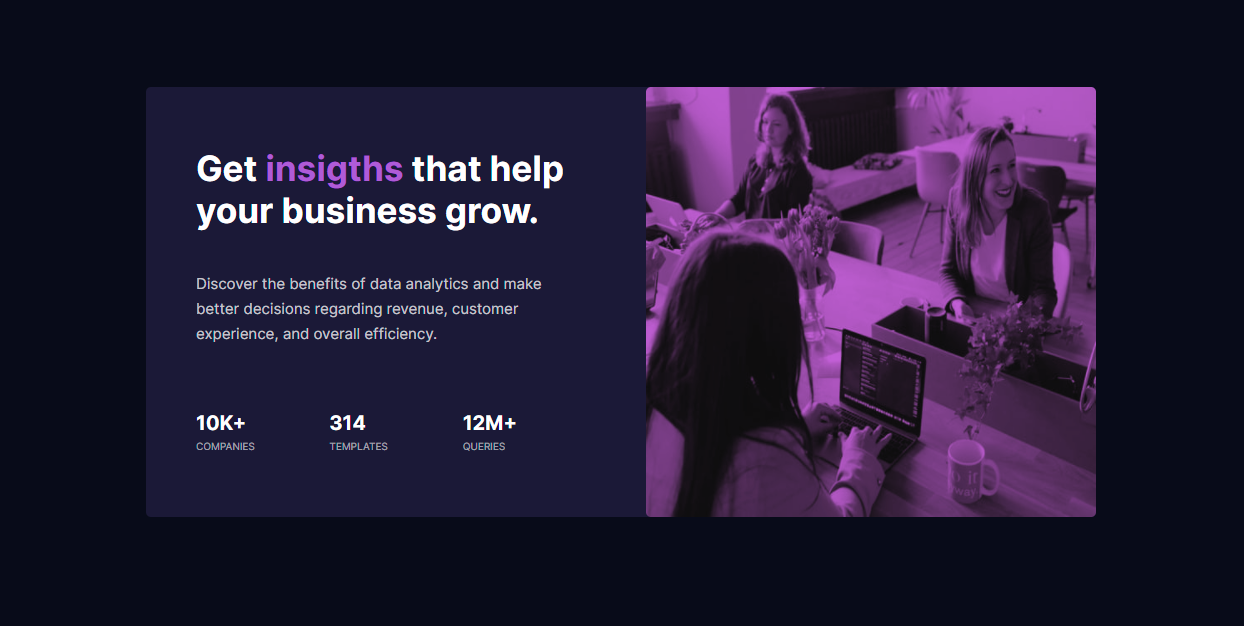 Get insigths that help
your business grow.
Discover the benefits of data analytics and make
better decisions regarding revenue, customer
experience, and overall efficiency.
10K+ 314 12M+
COMPANIES TEMPLATES QUERIES